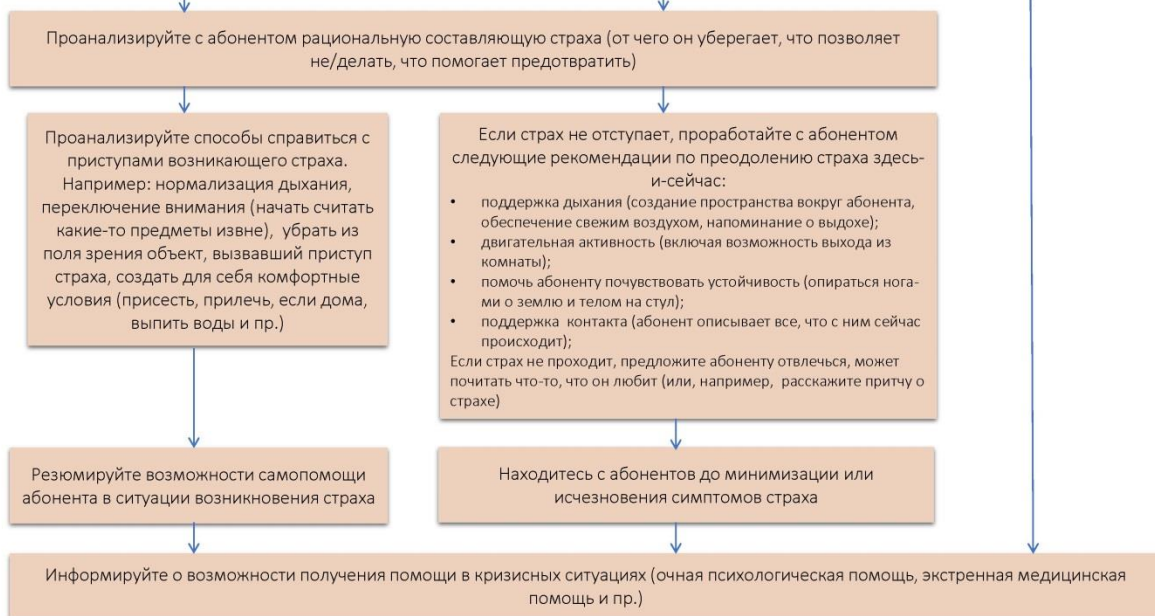 Проанализируйте с абонентом рациональную составляющую страха (от чего он уберегает, что позволяет
не/делать, что помогает предотвратить)
Проанализируйте способы справиться с
приступами возникающего страха.
Например: нормализация дыхания,
переключение внимания (начать считать
какие-то предметы извне), убрать из
поля зрения объект, вызвавший приступ
страха, создать для себя комфортные
условия (присесть, прилечь, если дома,
выпить воды и пр.)
Если страх не отступает, проработайте с абонентом
следующие рекомендации по преодолению страха здесь-
и-сейчас:
• поддержка дыхания (создание пространства вокруг абонента,
обеспечение свежим воздухом, напоминание о выдохе);
• двигательная активность (включая возможность выхода из
комнаты);
• помочь абоненту почувствовать устойчивость (опираться нога-
ми о землю и телом на стул);
• поддержка контакта (абонент описывает все, что с ним сейчас
происходит);
Если страх не проходит, предложите абоненту отвлечься, может
почитать что-то, что он любит (или, например, расскажите притчу о
страхе)
Резюмируйте возможности самопомощи
абонента в ситуации возникновения страха
Находитесь с абонентов до минимизации или
исчезновения симптомов страха
Информируйте о возможности получения помощи в кризисных ситуациях (очная психологическая помощь, экстренная медицинская
помощь и пр.)